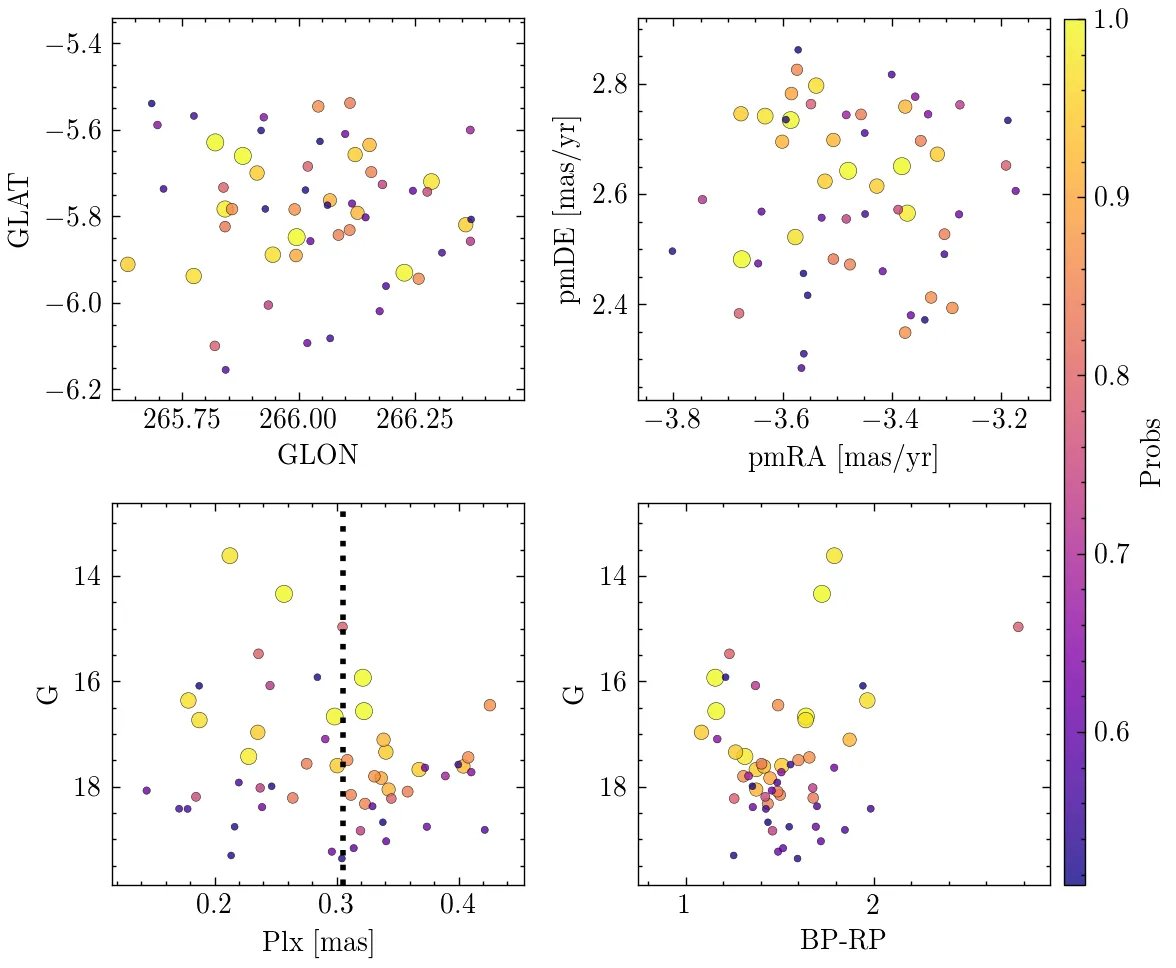 −5.4
−5.6
−5.8
−6.0
−6.2
GLAT
265.75 266.00 266.25
GLON
2.8
2.6
2.4
pmDE [mas/yr]
−3.8 −3.6 −3.4 −3.2
pmRA [mas/yr]
14
16
18
G
0.2 0.3 0.4
Plx [mas]
14
16
18
G
1 2
BP-RP
1.0
0.9
0.8
0.7
0.6
Probs